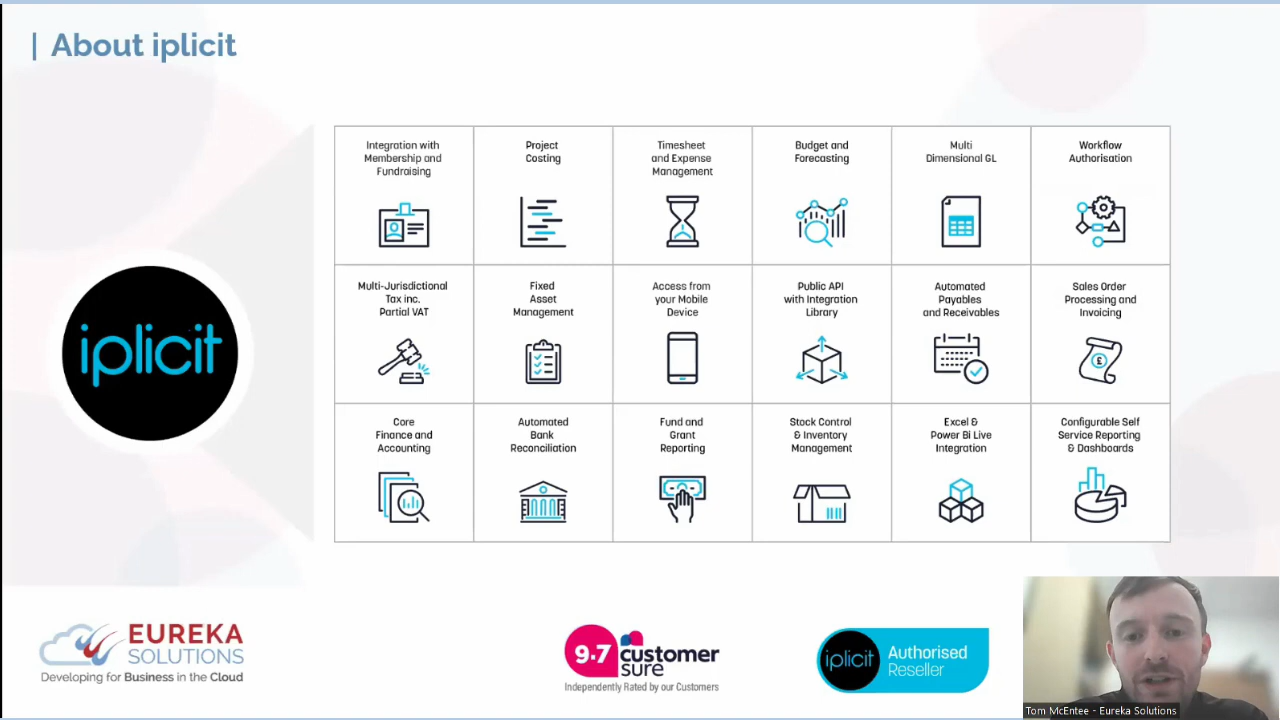 | About iplicit
Integration with
Membership and
Fundraising
Project
Costing
Timesheet
and Expense
Management
Budget and
Forecasting
Multi
Dimensional GL
Workflow
Authorisation
Multi-Jurisdictional
Tax inc.
Partial VAT
Fixed
Asset
Management
Access from
your Mobile
Device
Public API
with Integration
Library
Automated
Payables
and Receivables
Sales Order
Processing and
Invoicing
£
iplicit
Core
Finance and
Accounting
Automated
Bank
Reconciliation
Fund and
Grant
Reporting
Stock Control
& Inventory
Management
Excel &
Power Bi Live
Integration
Configurable Self
Service Reporting
& Dashboards
EUREKA
SOLUTIONS
Developing for Business in the Cloud
9.7 customer
sure
Independently Rated by our Customers
iplicit
Authorised
Reseller
Tom McEntee - Eureka Solutions